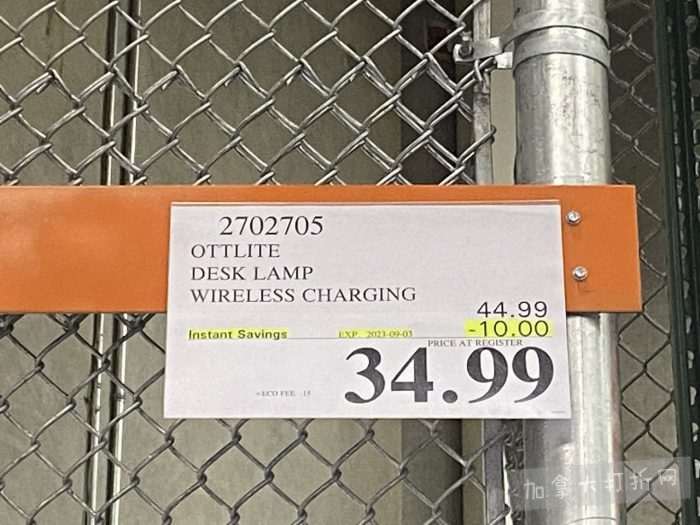 2702705
OTTLITE
DESK LAMP
WIRELESS CHARGING
44.99
Instant Savings EXP. 2023-09-03 -10.00
PRICE AT REGISTER
34.99
+ECO FEE .15
加拿大打折网